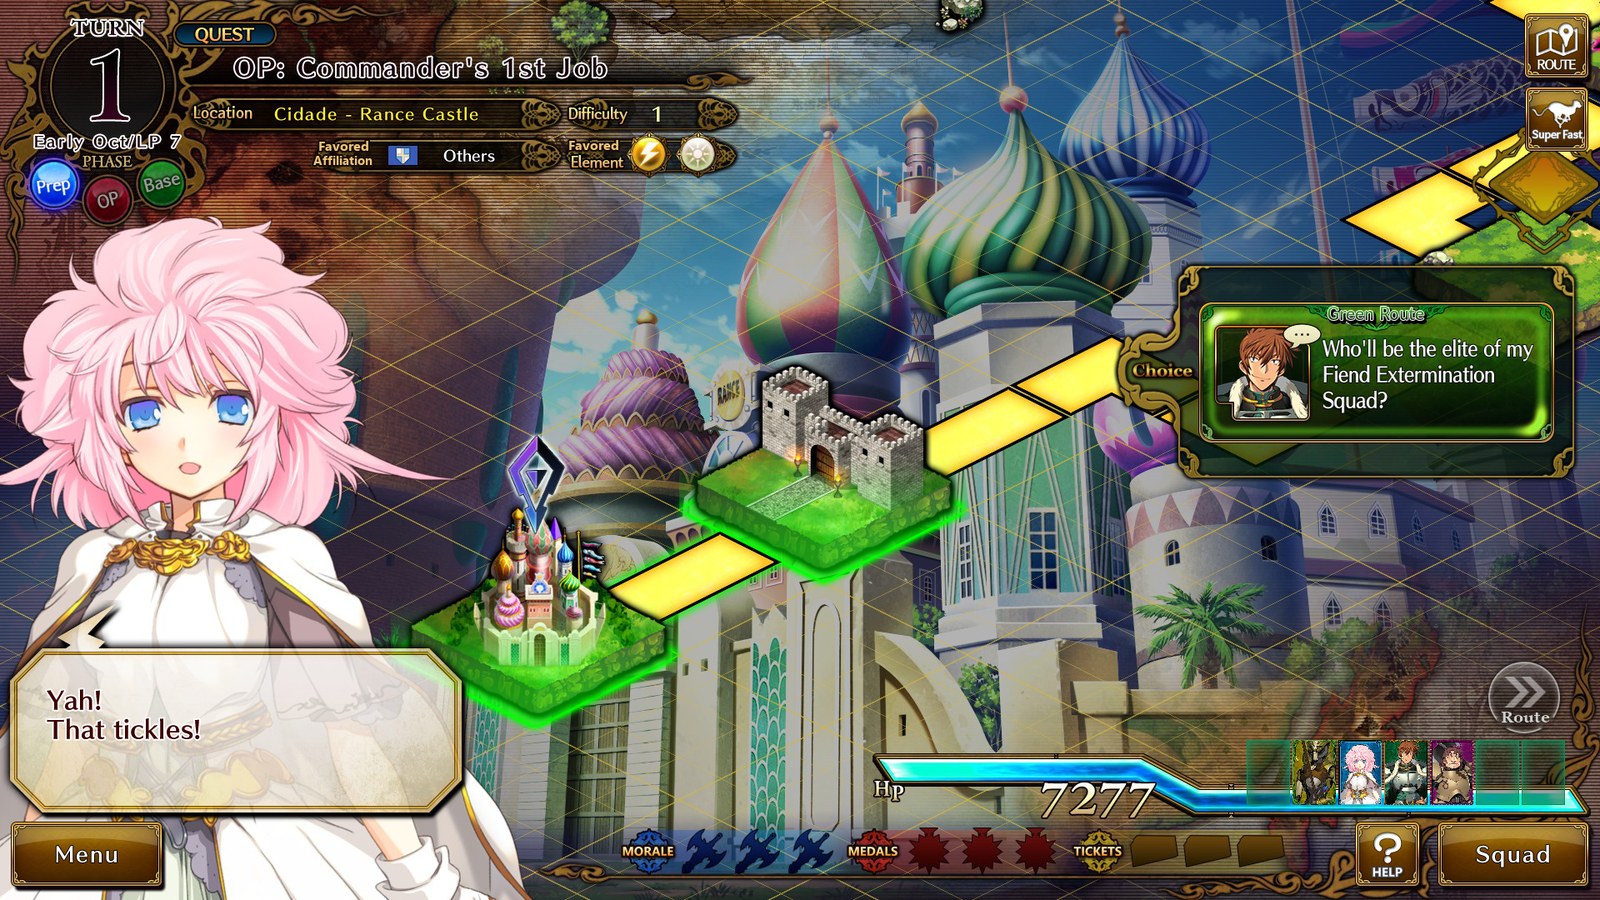 TURN
1
Early Oct/LP 7
PHASE
Prep
OP
Base
QUEST
OP: Commander's 1st Job
Location Cidade - Rance Castle Difficulty 1
Favored
Affiliation
Others
Favored
Element
ROUTE
Super Fast
RANCE
Choice
Green Route
...
Who'll be the elite of my
Fiend Extermination
Squad?
Yah!
That tickles!
Route
HP
7277
MORALE
MEDALS
TICKETS
Menu
?
HELP
Squad